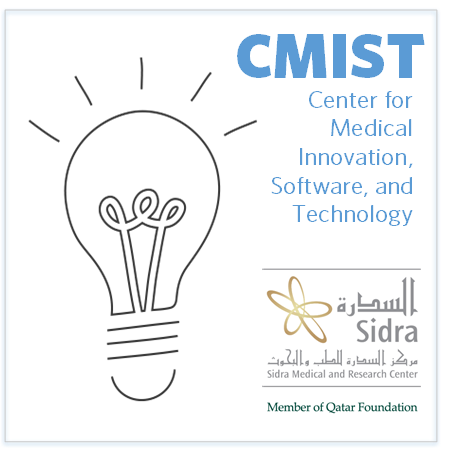 CMIST
Center for
Medical
Innovation,
Software, and
Technology
السدرة
Sidra
مركز السدرة للطب والبحوث
Sidra Medical and Research Center
Member of Qatar Foundation